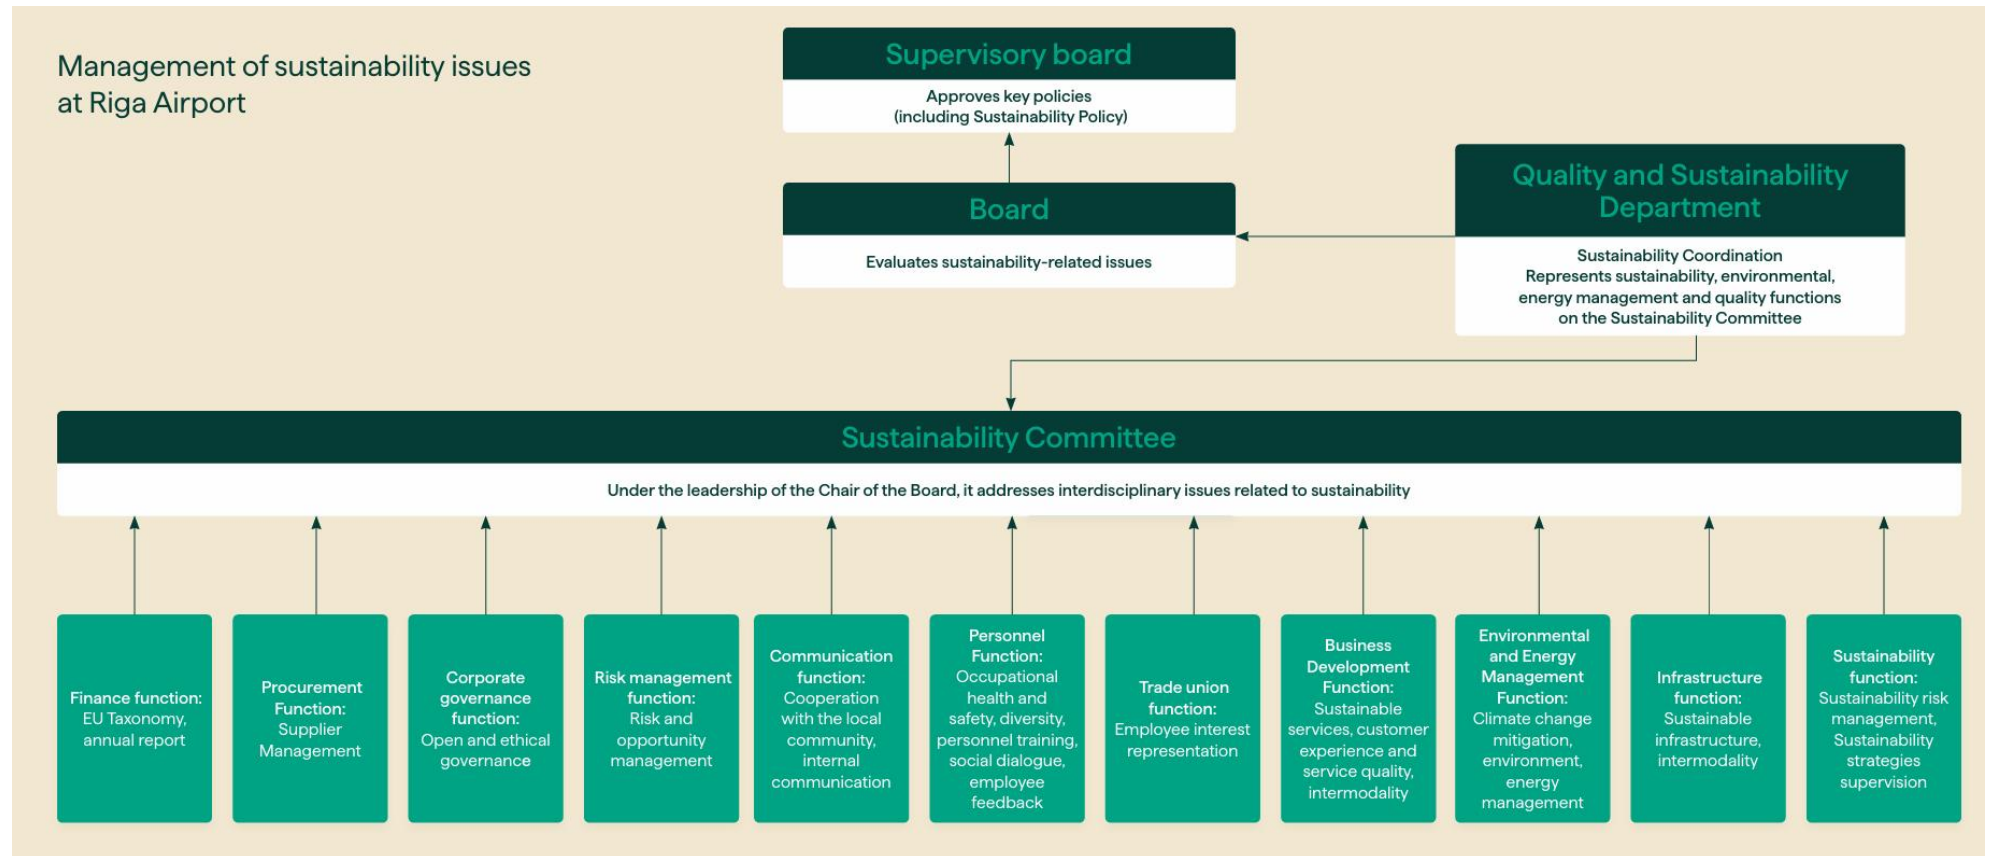 Management of sustainability issues
at Riga Airport
Supervisory board
Approves key policies
(including Sustainability Policy)
Board
Evaluates sustainability-related issues
Quality and Sustainability
Department
Sustainability Coordination
Represents sustainability, environmental,
energy management and quality functions
on the Sustainability Committee
Sustainability Committee
Under the leadership of the Chair of the Board, it addresses interdisciplinary issues related to sustainability
Finance function:
EU Taxonomy,
annual report
Procurement
Function:
Supplier
Management
Corporate
governance
function:
Open and ethical
governance
Risk management
function:
Risk and
opportunity
management
Communication
function:
Cooperation
with the local
community,
internal
communication
Personnel
Function:
Occupational
health and
safety, diversity,
personnel training,
social dialogue,
employee
feedback
Trade union
function:
Employee interest
representation
Business
Development
Function:
Sustainable
services, customer
experience and
service quality,
intermodality
Environmental
and Energy
Management
Function:
Climate change
mitigation,
environment,
energy
management
Infrastructure
function:
Sustainable
infrastructure,
intermodality
Sustainability
function:
Sustainability risk
management,
Sustainability
strategies
supervision